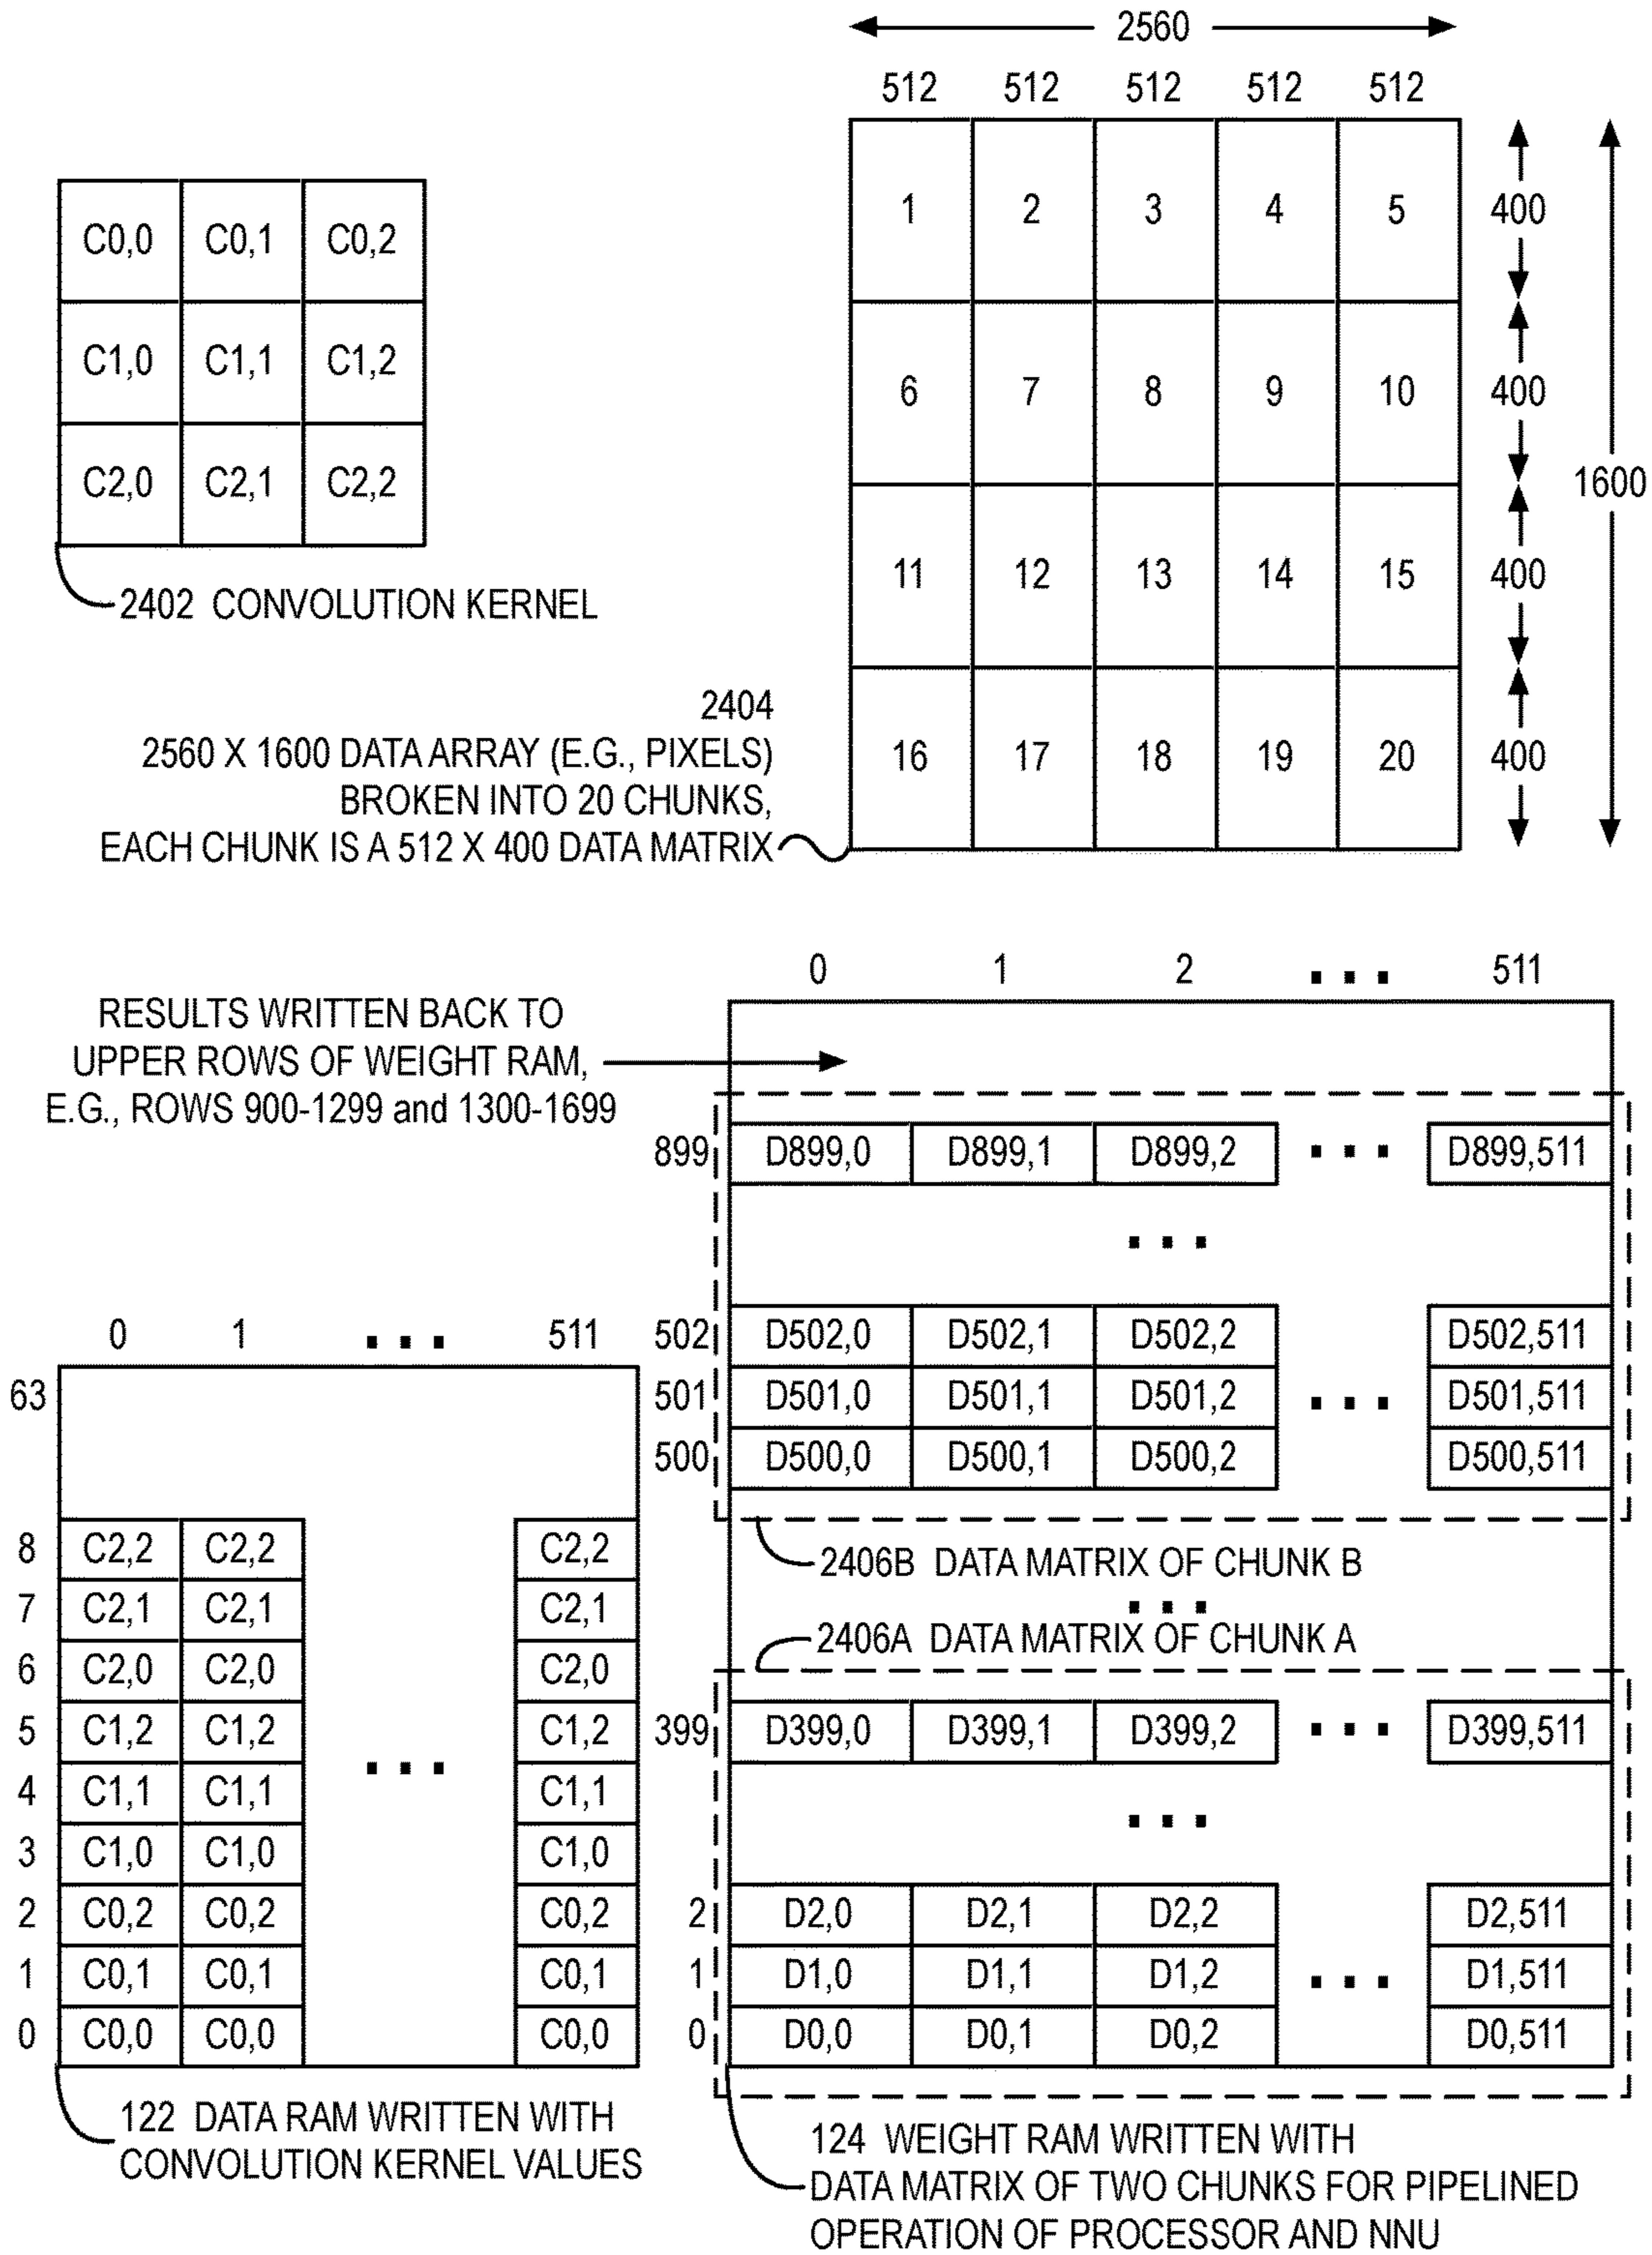 2560
512 512 512 512 512
1 2 3 4 5 400
6 7 8 9 10 400
11 12 13 14 15 400
16 17 18 19 20 400
1600
C0,0 C0,1 C0,2
C1,0 C1,1 C1,2
C2,0 C2,1 C2,2
2402 CONVOLUTION KERNEL
2404
2560 X 1600 DATA ARRAY (E.G., PIXELS)
BROKEN INTO 20 CHUNKS,
EACH CHUNK IS A 512 X 400 DATA MATRIX
RESULTS WRITTEN BACK TO
UPPER ROWS OF WEIGHT RAM,
E.G., ROWS 900-1299 and 1300-1699
0 1 2 ... 511
899 D899,0 D899,1 D899,2 ... D899,511
...
502 D502,0 D502,1 D502,2 D502,511
501 D501,0 D501,1 D501,2 ... D501,511
500 D500,0 D500,1 D500,2 D500,511
2406B DATA MATRIX OF CHUNK B
...
2406A DATA MATRIX OF CHUNK A
399 D399,0 D399,1 D399,2 ... D399,511
...
2 D2,0 D2,1 D2,2 D2,511
1 D1,0 D1,1 D1,2 ... D1,511
0 D0,0 D0,1 D0,2 D0,511
124 WEIGHT RAM WRITTEN WITH
DATA MATRIX OF TWO CHUNKS FOR PIPELINED
OPERATION OF PROCESSOR AND NNU
0 1 ... 511
63
8 C2,2 C2,2 C2,2
7 C2,1 C2,1 C2,1
6 C2,0 C2,0 C2,0
5 C1,2 C1,2 C1,2
4 C1,1 C1,1 ... C1,1
3 C1,0 C1,0 C1,0
2 C0,2 C0,2 C0,2
1 C0,1 C0,1 C0,1
0 C0,0 C0,0 C0,0
122 DATA RAM WRITTEN WITH
CONVOLUTION KERNEL VALUES